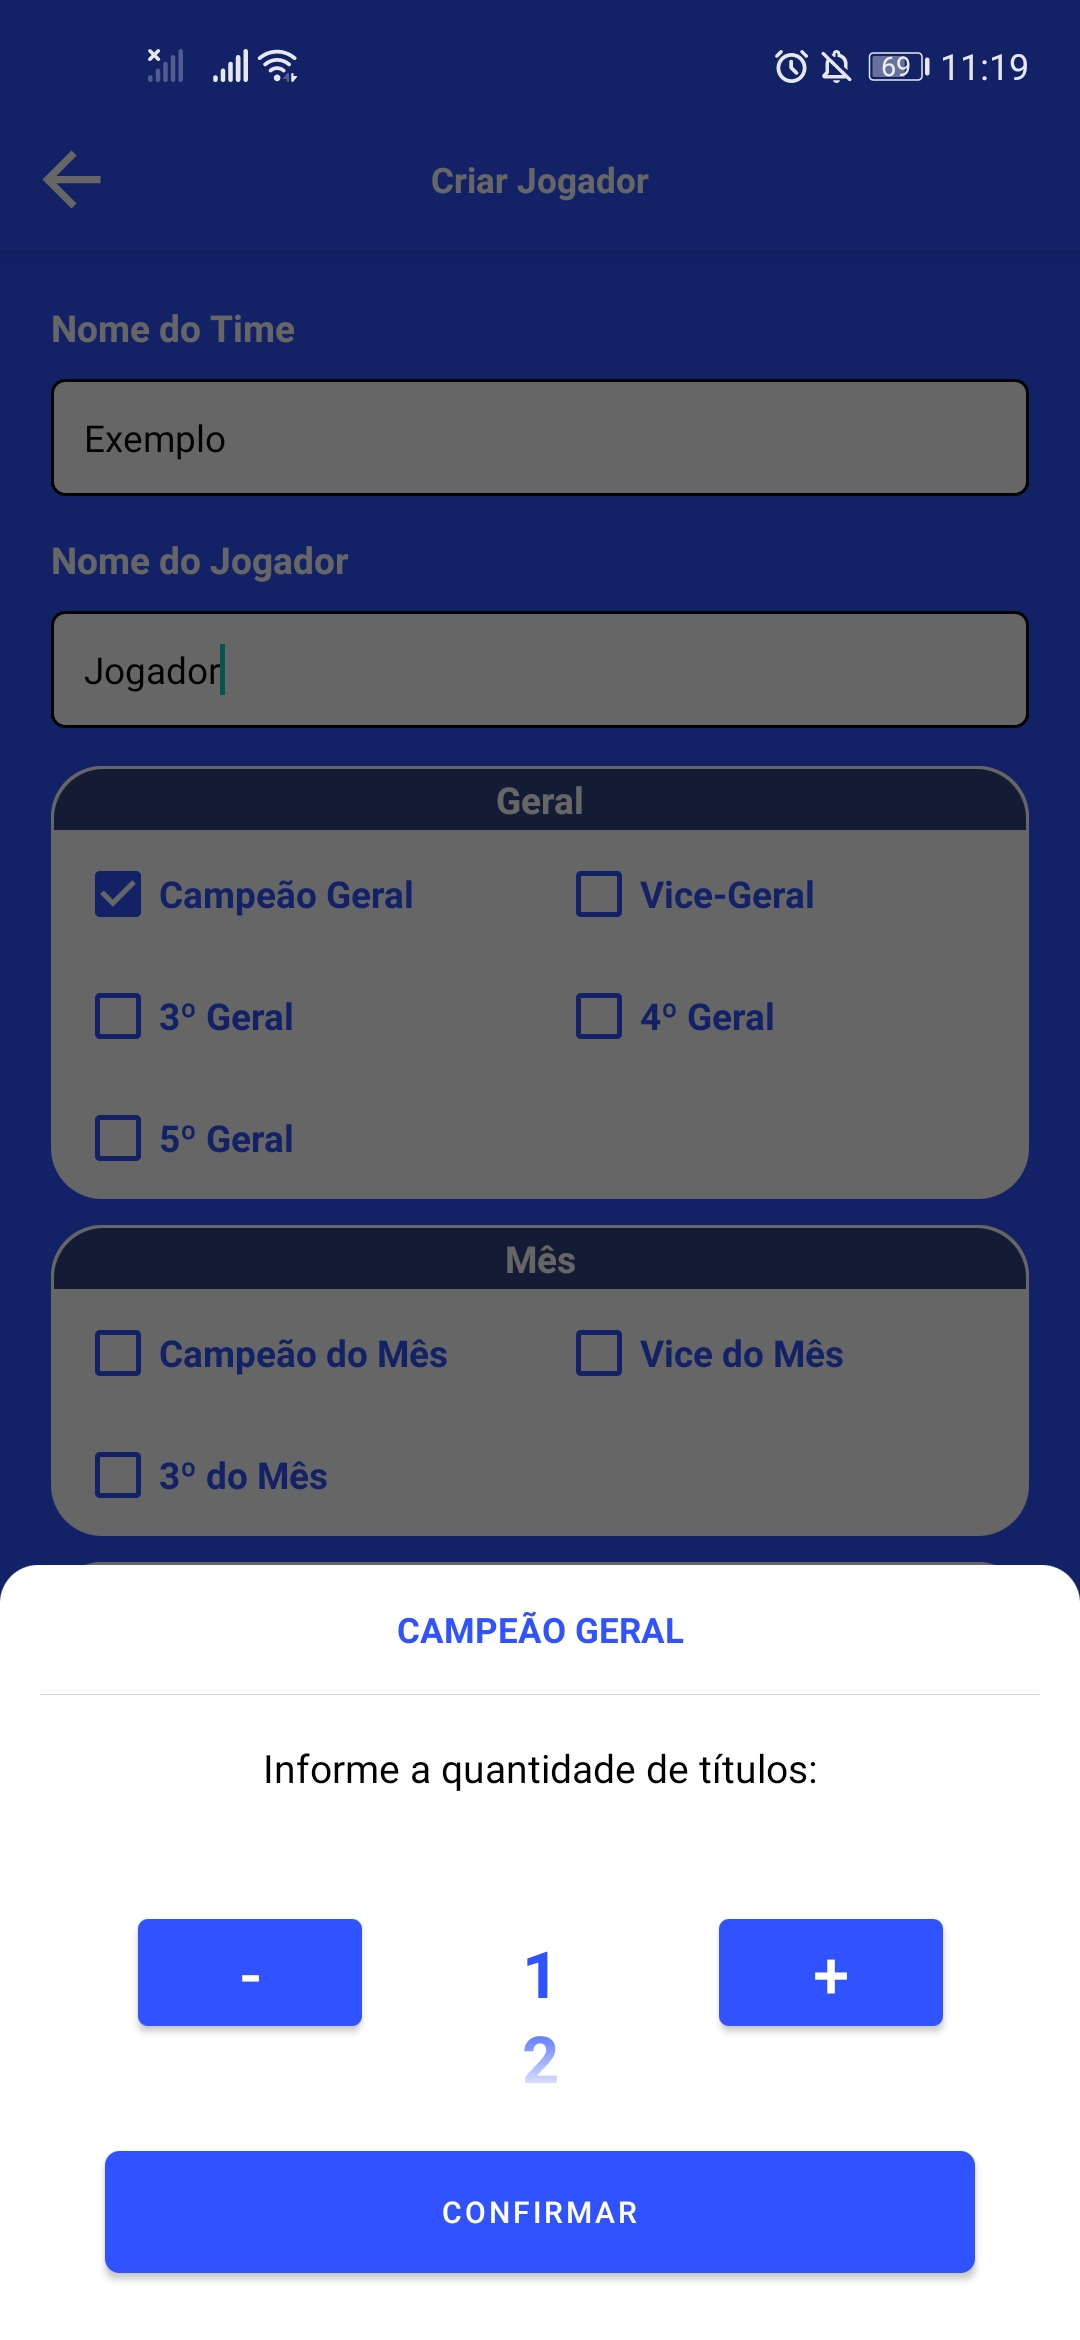 69 11:19
Criar Jogador
Nome do Time
Exemplo
Nome do Jogador
Jogador
Geral
Campeão Geral Vice-Geral
3º Geral 4º Geral
5º Geral
Mês
Campeão do Mês Vice do Mês
3º do Mês
CAMPEÃO GERAL
Informe a quantidade de títulos:
- 1 +
2
CONFIRMAR